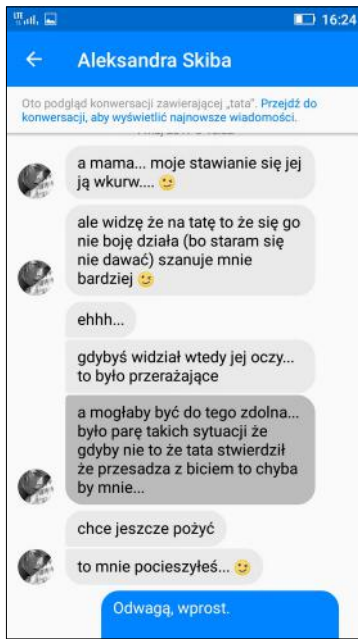 16:24
Aleksandra Skiba
Oto podgląd konwersacji zawierającej „tata". Przejdź do
konwersacji, aby wyświetlić najnowsze wiadomości.
a mama... moje stawianie się jej
ją wkurw....
ale widzę że na tatę to że się go
nie boję działa (bo staram się
nie dawać) szanuje mnie
bardziej
ehhh...
gdybyś widział wtedy jej oczy...
to było przerażające
a mogłaby być do tego zdolna...
było parę takich sytuacji że
gdyby nie to że tata stwierdził
że przesadza z biciem to chyba
by mnie...
chce jeszcze pożyć
to mnie pocieszyłeś...
Odwagą, wprost.